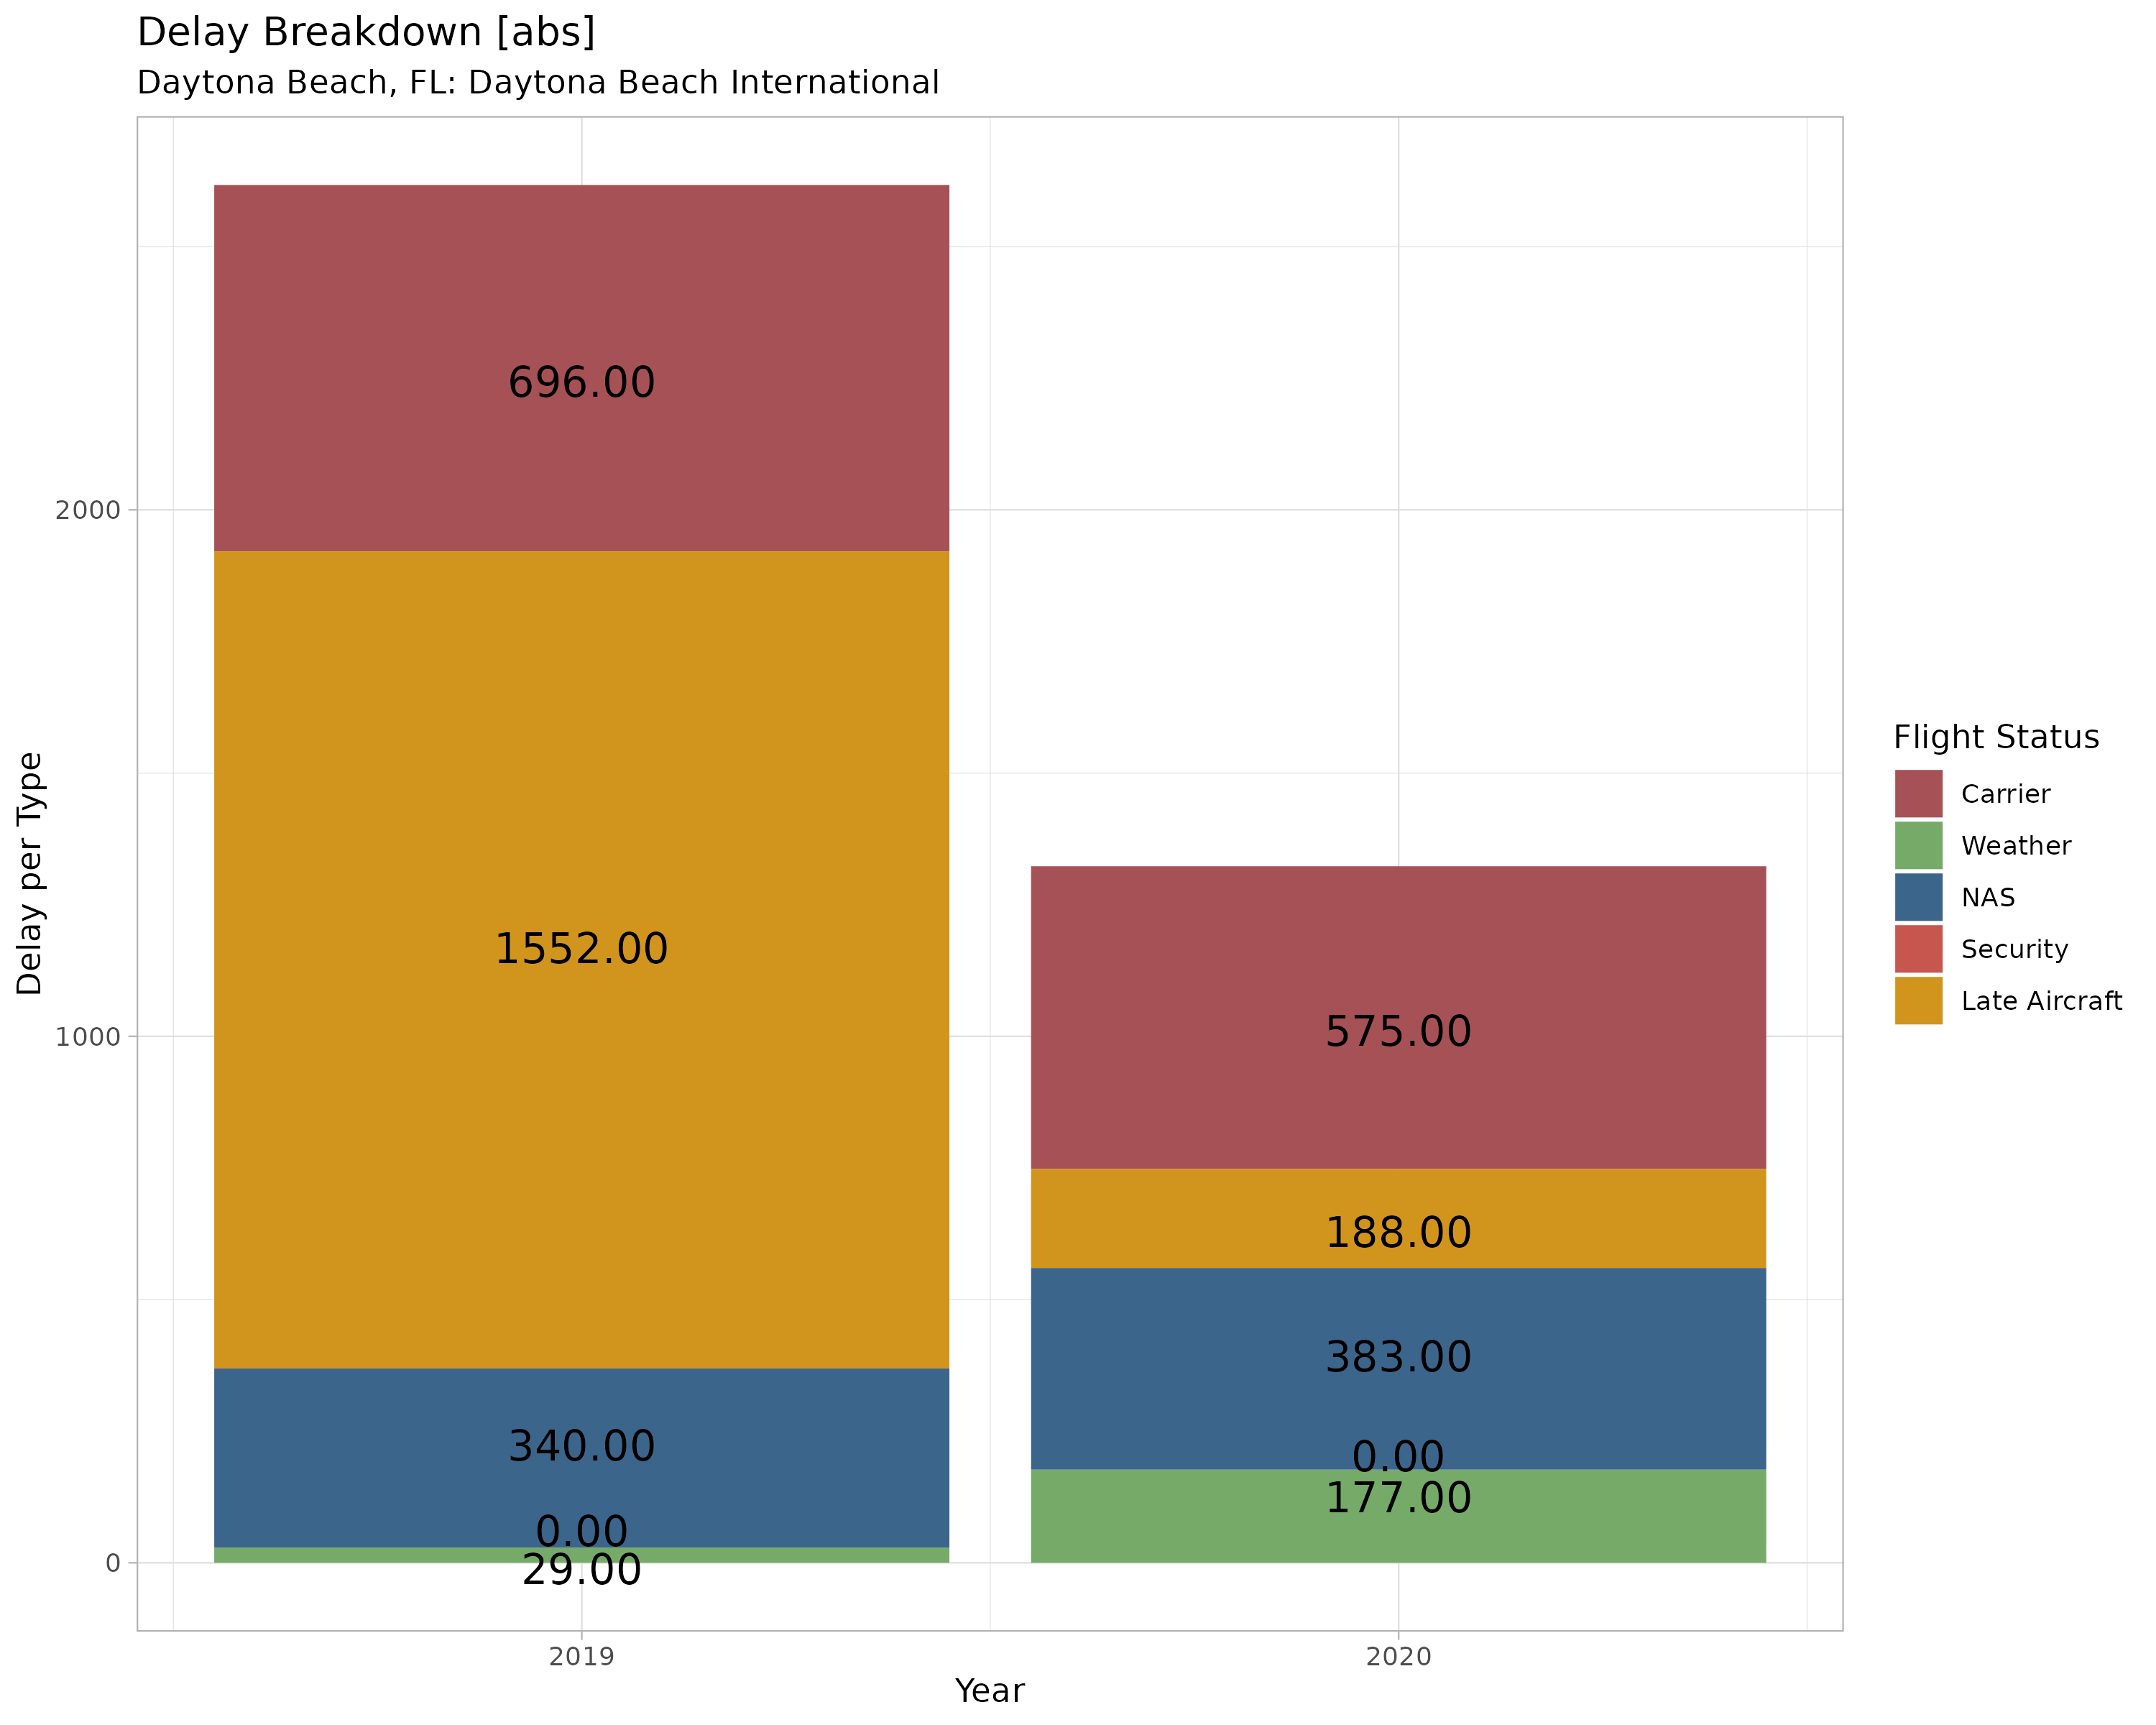 Delay Breakdown [abs]
Daytona Beach, FL: Daytona Beach International
Delay per Type
2000
1000
0
696.00
1552.00
340.00
0.00
29.00
575.00
188.00
383.00
0.00
177.00
2019
2020
Year
Flight Status
Carrier
Weather
NAS
Security
Late Aircraft